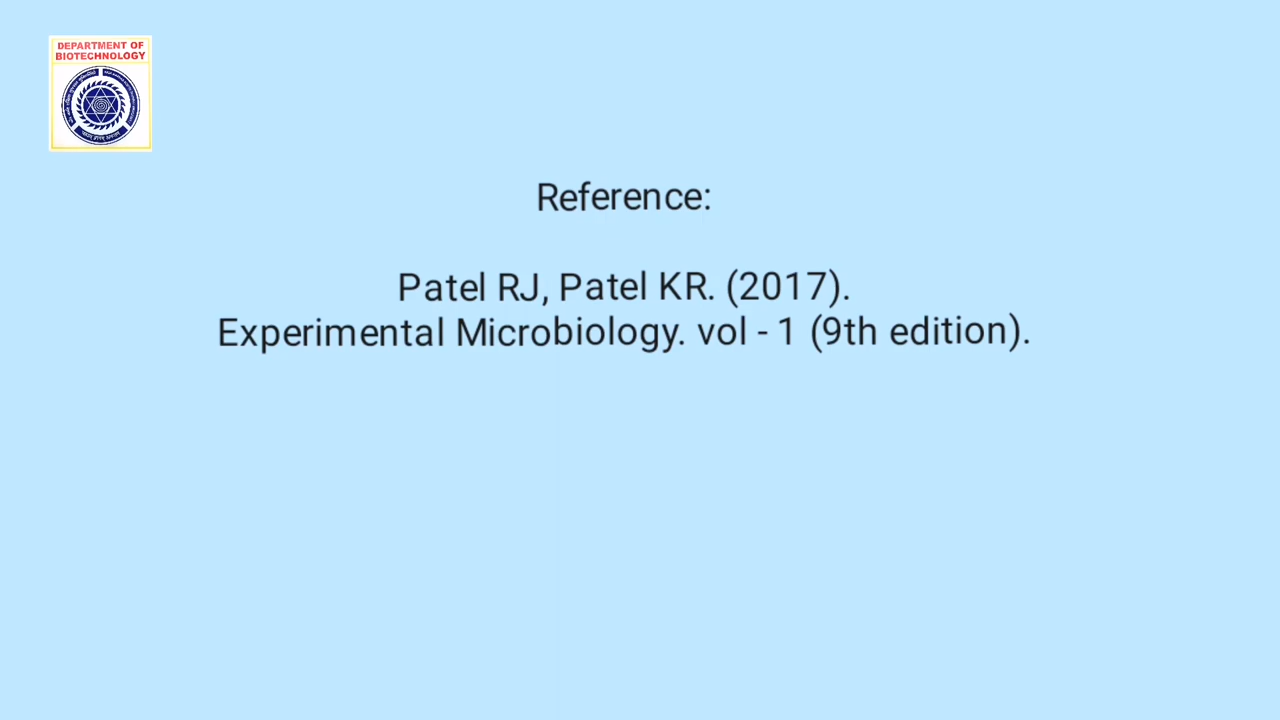 DEPARTMENT OF
BIOTECHNOLOGY
Reference:
Patel RJ, Patel KR. (2017).
Experimental Microbiology. vol - 1 (9th edition).